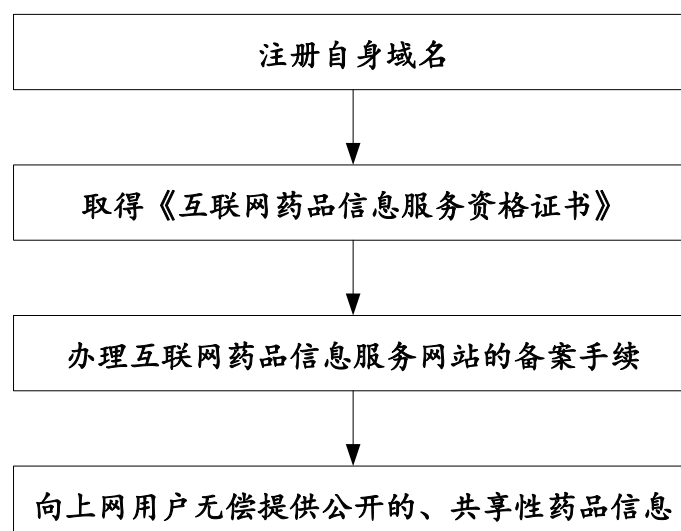 注册自身域名
取得《互联网药品信息服务资格证书》
办理互联网药品信息服务网站的备案手续
向上网用户无偿提供公开的、共享性药品信息